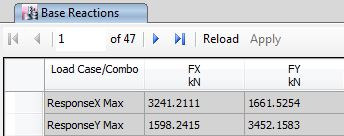 Base Reactions
1 of 47 Reload Apply
Load Case/Combo FX FY
kN kN
ResponseX Max 3241.2111 1661.5254
ResponseY Max 1598.2415 3452.1583